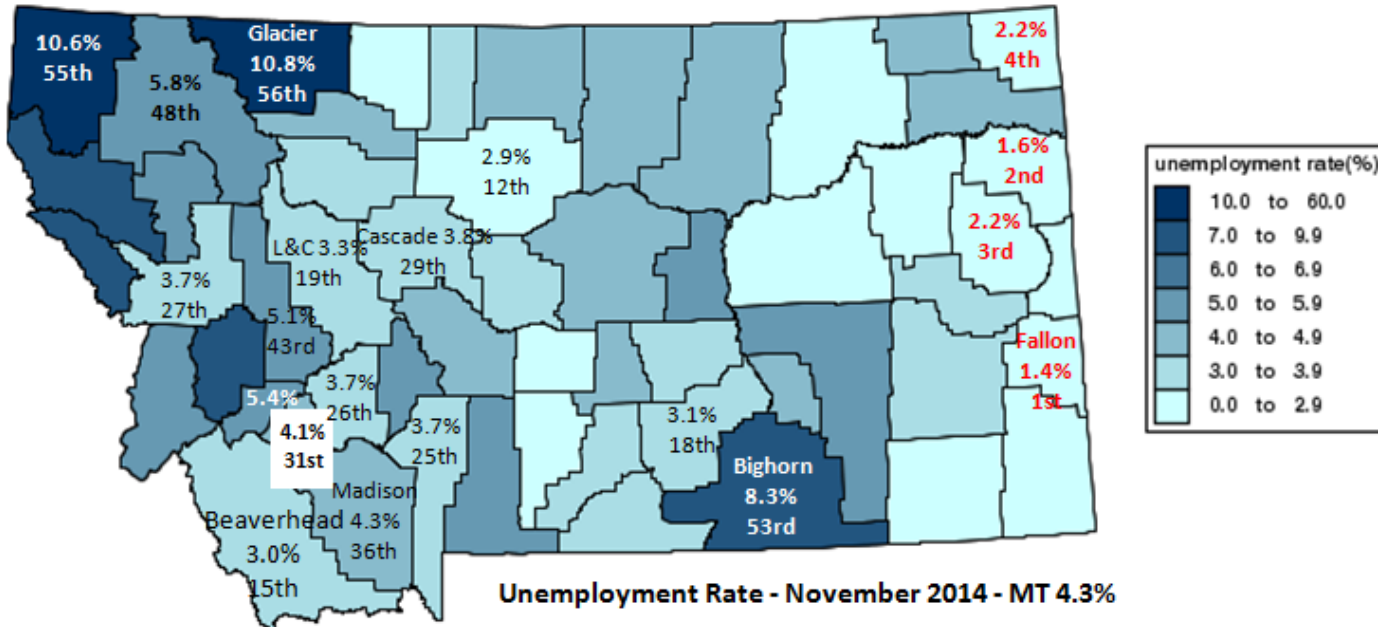 10.6%
55th
5.8%
48th
Glacier
10.8%
56th
2.2%
4th
2.9%
12th
1.6%
2nd
2.2%
3rd
L&C 3.3%
19th
Cascade 3.8%
29th
3.7%
27th
5.1%
43rd
5.4%
3.7%
26th
4.1%
31st
3.7%
25th
3.1%
18th
Fallon
1.4%
1st
Bighorn
8.3%
53rd
Madison
4.3%
36th
Beaverhead
3.0%
15th
Unemployment Rate - November 2014 - MT 4.3%
unemployment rate(%)
10.0 to 60.0
7.0 to 9.9
6.0 to 6.9
5.0 to 5.9
4.0 to 4.9
3.0 to 3.9
0.0 to 2.9